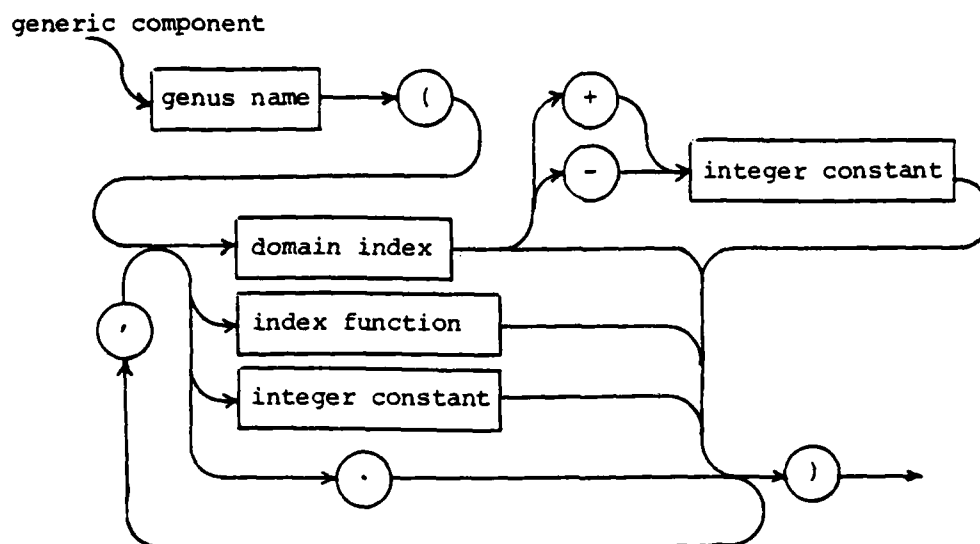 generic component
genus name
(
+
-
integer constant
domain index
index function
,
integer constant
.
)